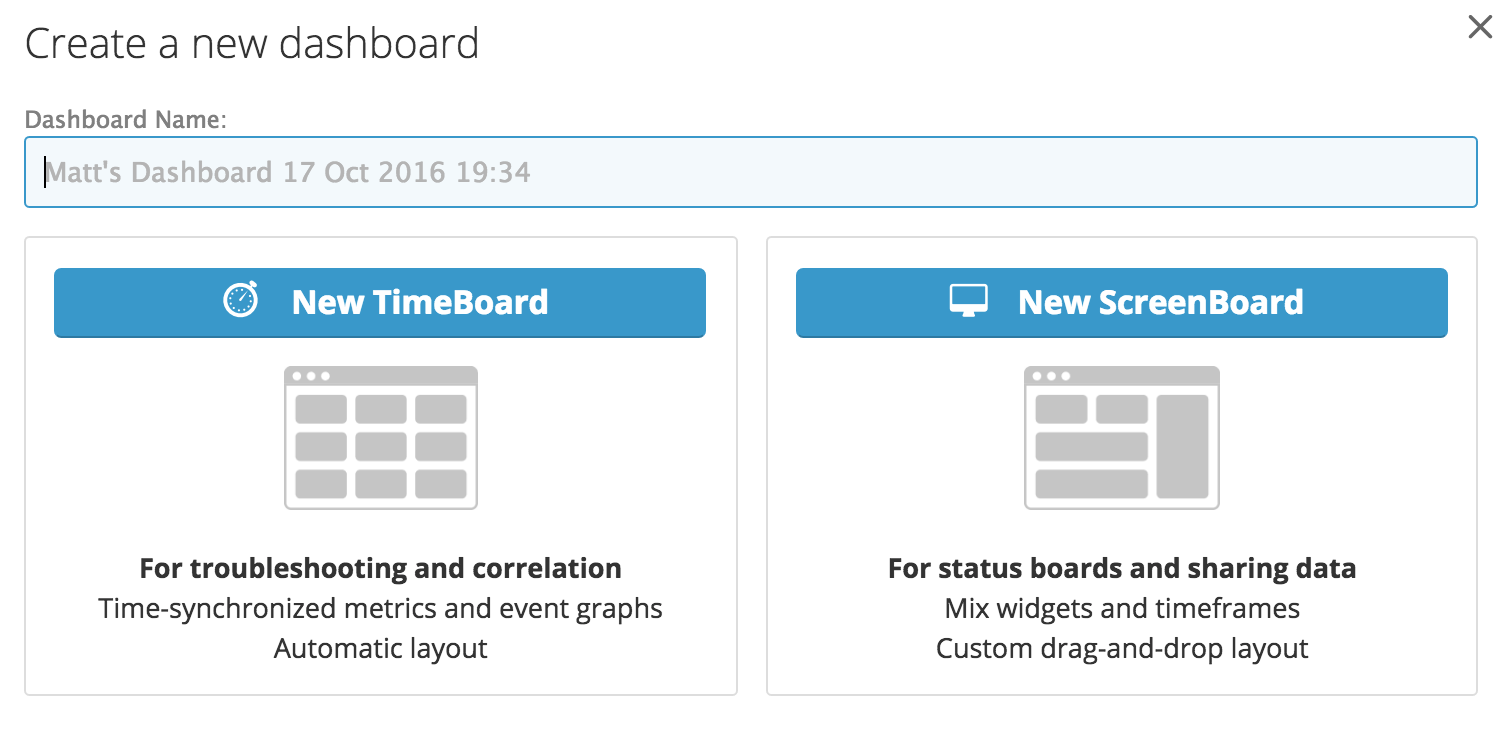 Create a new dashboard
Dashboard Name:
Matt's Dashboard 17 Oct 2016 19:34
New TimeBoard
For troubleshooting and correlation
Time-synchronized metrics and event graphs
Automatic layout
New ScreenBoard
For status boards and sharing data
Mix widgets and timeframes
Custom drag-and-drop layout